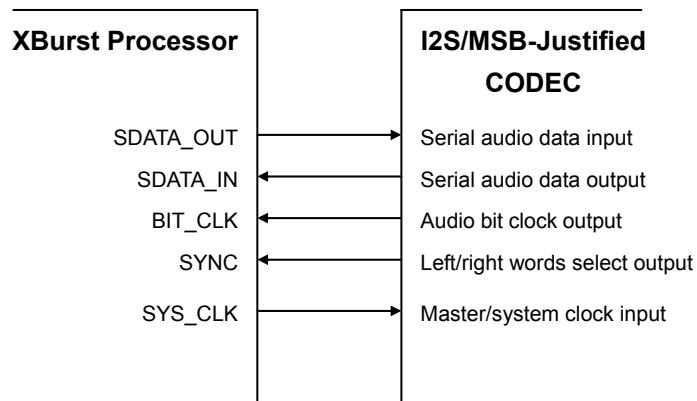 XBurst Processor
I2S/MSB-Justified
CODEC
SDATA_OUT
Serial audio data input
SDATA_IN
Serial audio data output
BIT_CLK
Audio bit clock output
SYNC
Left/right words select output
SYS_CLK
Master/system clock input